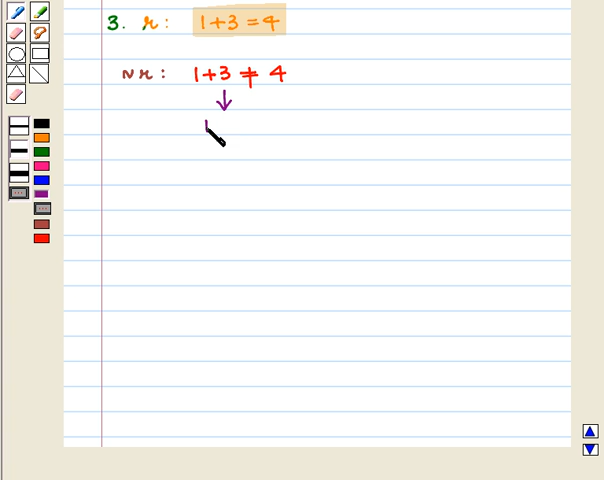 3. r: 1+3=4
~r: 1+3≠4
↓